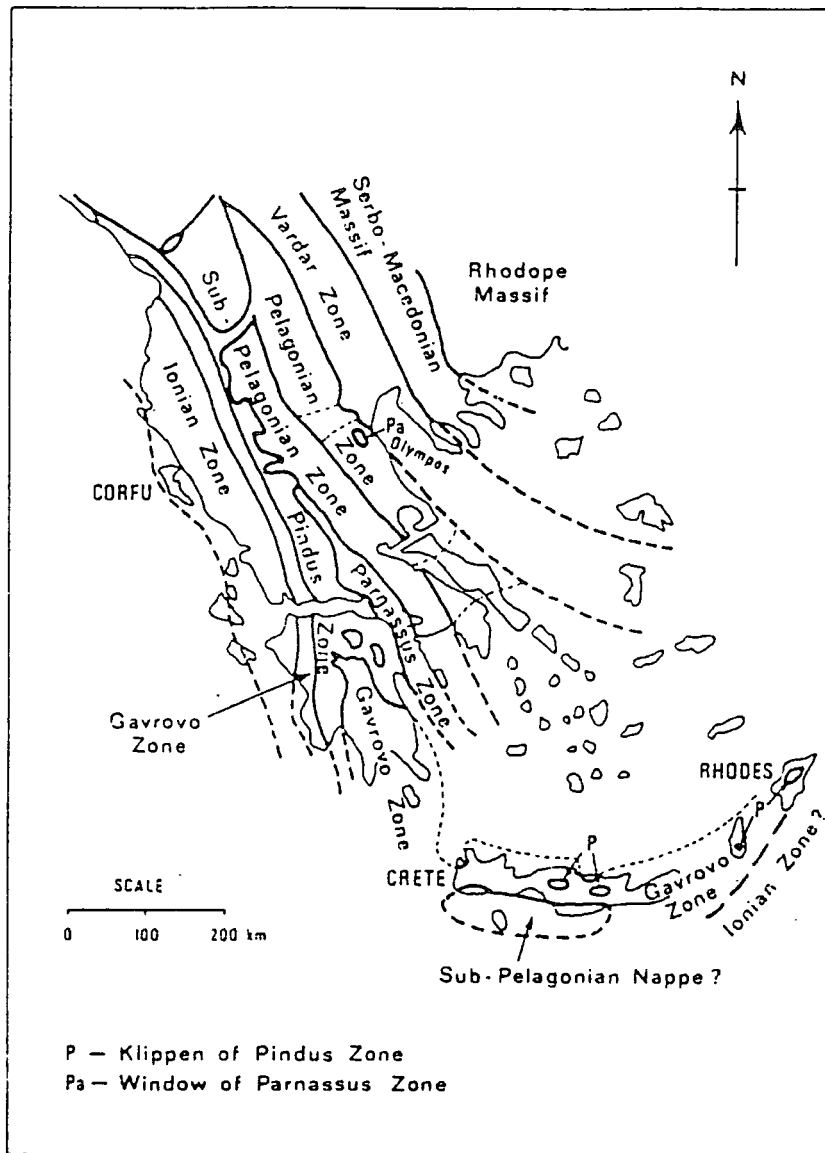 N
Serbo-Macedonian
Massif
Vardar Zone
Rhodope
Massif
Sub-
Pelagonian
Pelagonian Zone
Zone
Ionian Zone
Pa
Olympos
CORFU
Pindus
Zone
Parnassus Zone
Gavrovo
Zone
Gavrovo
Zone
RHODES
P
P
CRETE
Gavrovo
Zone
Ionian Zone?
Sub-Pelagonian Nappe?
SCALE
0 100 200 km
P — Klippen of Pindus Zone
Pa — Window of Parnassus Zone